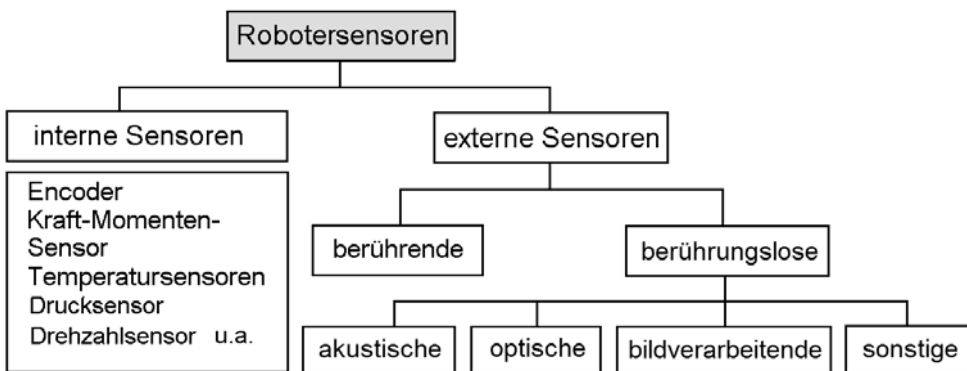 Robotersensoren
interne Sensoren
externe Sensoren
Encoder
Kraft-Momenten-
Sensor
Temperatursensoren
Drucksensor
Drehzahlsensor u.a.
berührende
berührungslose
akustische
optische
bildverarbeitende
sonstige